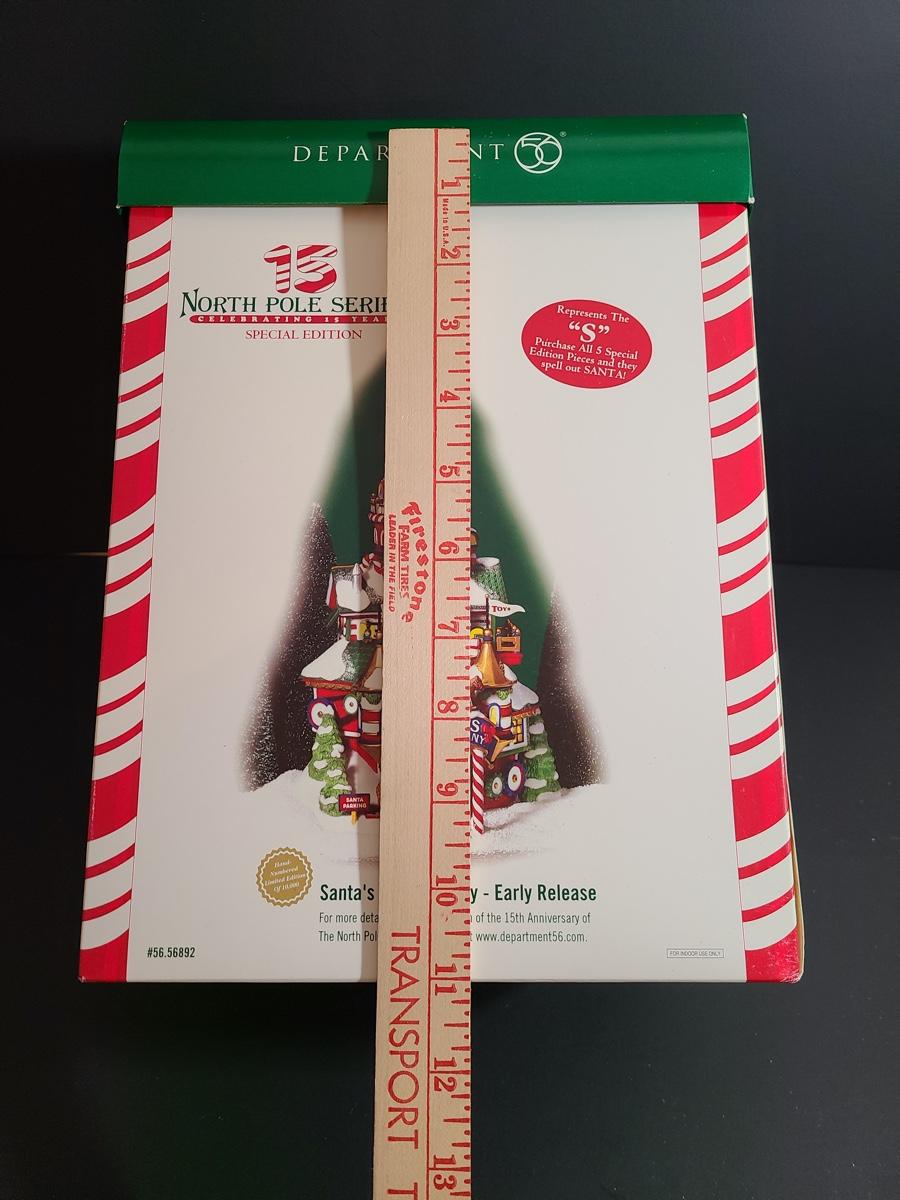 DEPAR NT 56 ®
15
NORTH POLE SERIE
CELEBRATING 15 YEA
SPECIAL EDITION
Represents The
"S"
Purchase All 5 Special
Edition Pieces and they
spell out SANTA!
1
Made in U.S.A.
2
3
4
5
6
7
8
9
10
11
12
13
Firestone
FARM TIRES
LEADER IN THE FIELD
TRANSPORT
TOYS
S
NY
SANTA
PARKING
Hand-
Numbered
Limited Edition
Of 10,000
Santa's y - Early Release
For more deta of the 15th Anniversary of
The North Pol www.department56.com.
#56.56892
FOR INDOOR USE ONLY